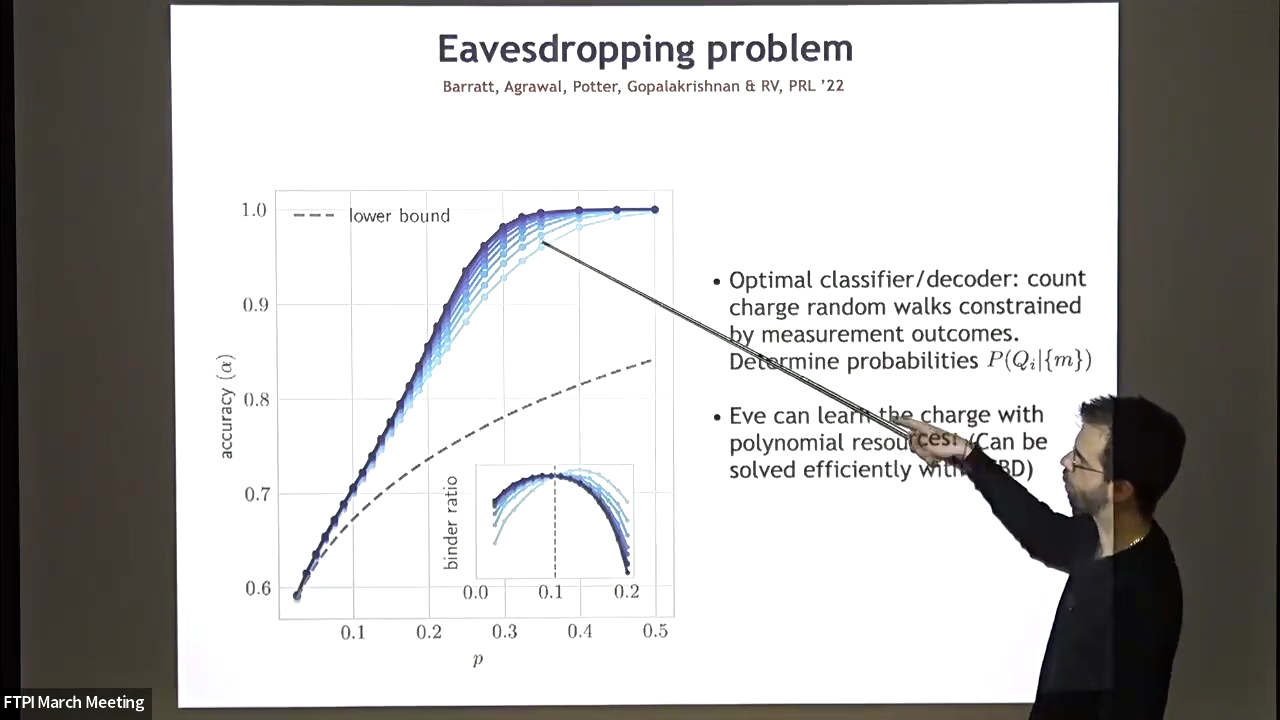 Eavesdropping problem
Barratt, Agrawal, Potter, Gopalakrishnan & RV, PRL '22
1.0
0.9
0.8
0.7
0.6
accuracy (α)
lower bound
binder ratio
0.0 0.1 0.2
0.1 0.2 0.3 0.4 0.5
p
• Optimal classifier/decoder: count
charge random walks constrained
by measurement outcomes.
Determine probabilities P(Qᵢ|{m})
• Eve can learn the charge with
polynomial resources! (Can be
solved efficiently with
FTPI March Meeting